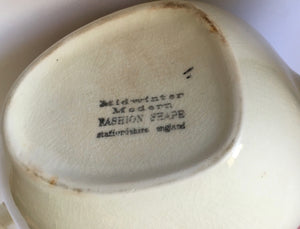 Midwinter
Modern
FASHION SHAPE
staffordshire england